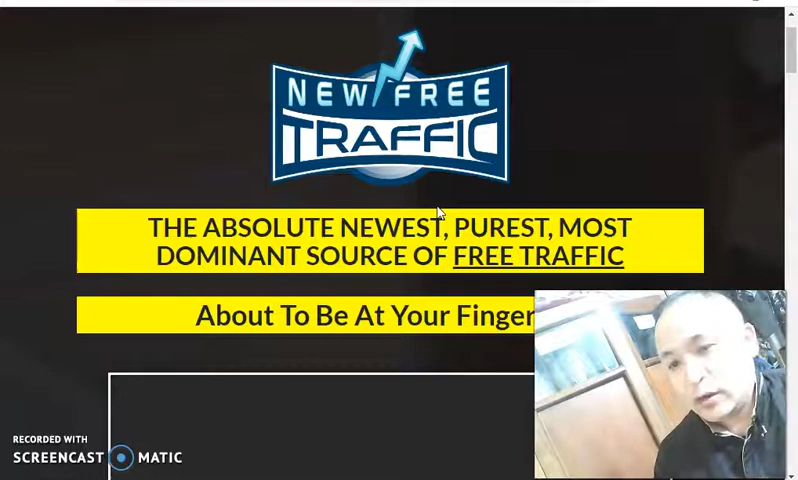 NEW FREE
TRAFFIC
THE ABSOLUTE NEWEST, PUREST, MOST
DOMINANT SOURCE OF FREE TRAFFIC
About To Be At Your Finger
RECORDED WITH
SCREENCAST MATIC